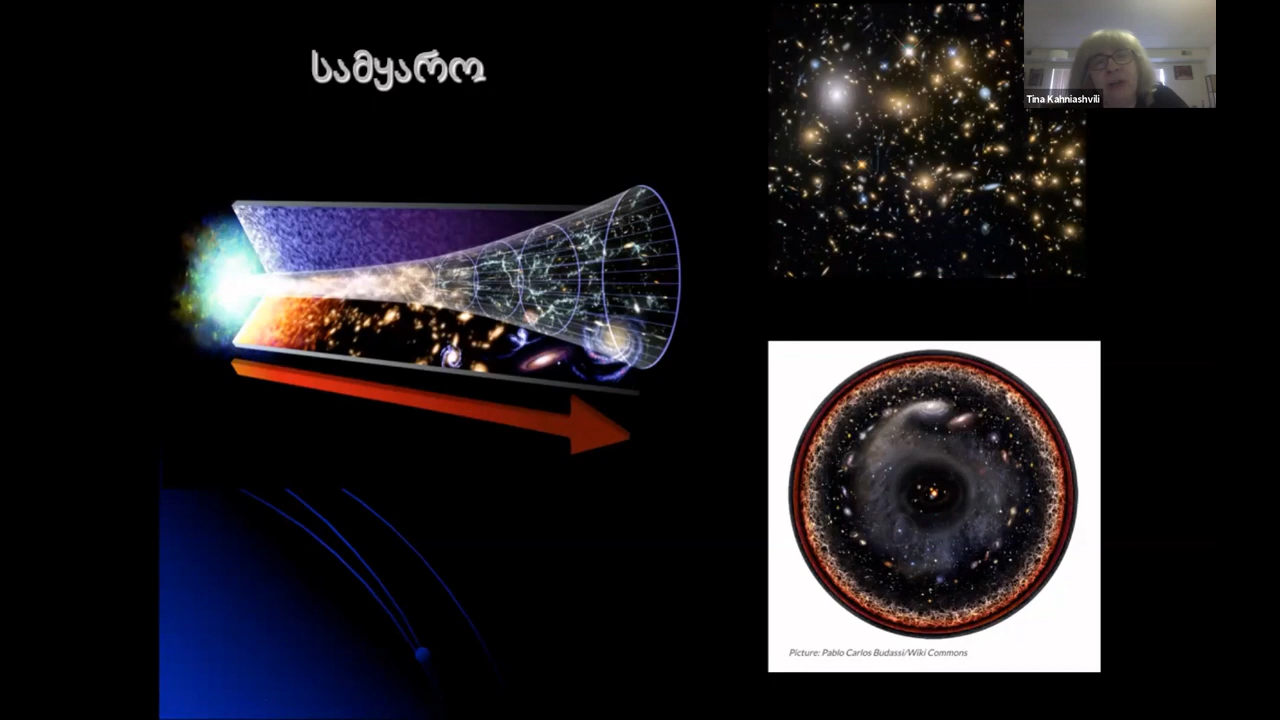 სამყარო
Tina Kahniashvili
Picture: Pablo Carlos Budassi/Wiki Commons